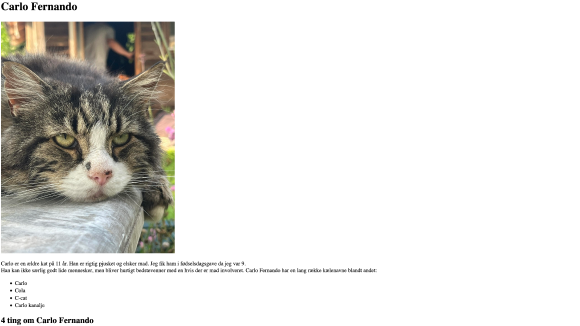 Carlo Fernando
Carlo er en ældre kat på 11 år. Han er rigtig pjusket og elsker mad. Jeg fik ham i fødselsdagsgave da jeg var 9.
Han kan ikke særlig godt lide mennesker, men bliver hurtigt bedstevenner med en hvis der er mad involveret. Carlo Fernando har en lang række kælenavne blandt andet:
Carlo
Cola
C-cat
Carlo kanalje
4 ting om Carlo Fernando